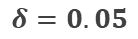 𝜹 = 𝟎. 𝟎𝟓